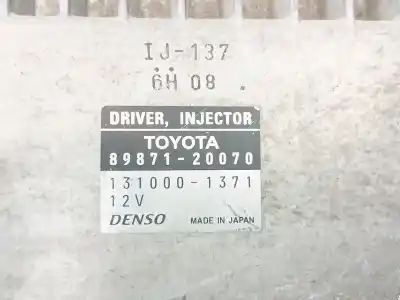 IJ-137
6H 08 .
DRIVER, INJECTOR
TOYOTA
89871-20070
131000-1371
12V
DENSO MADE IN JAPAN